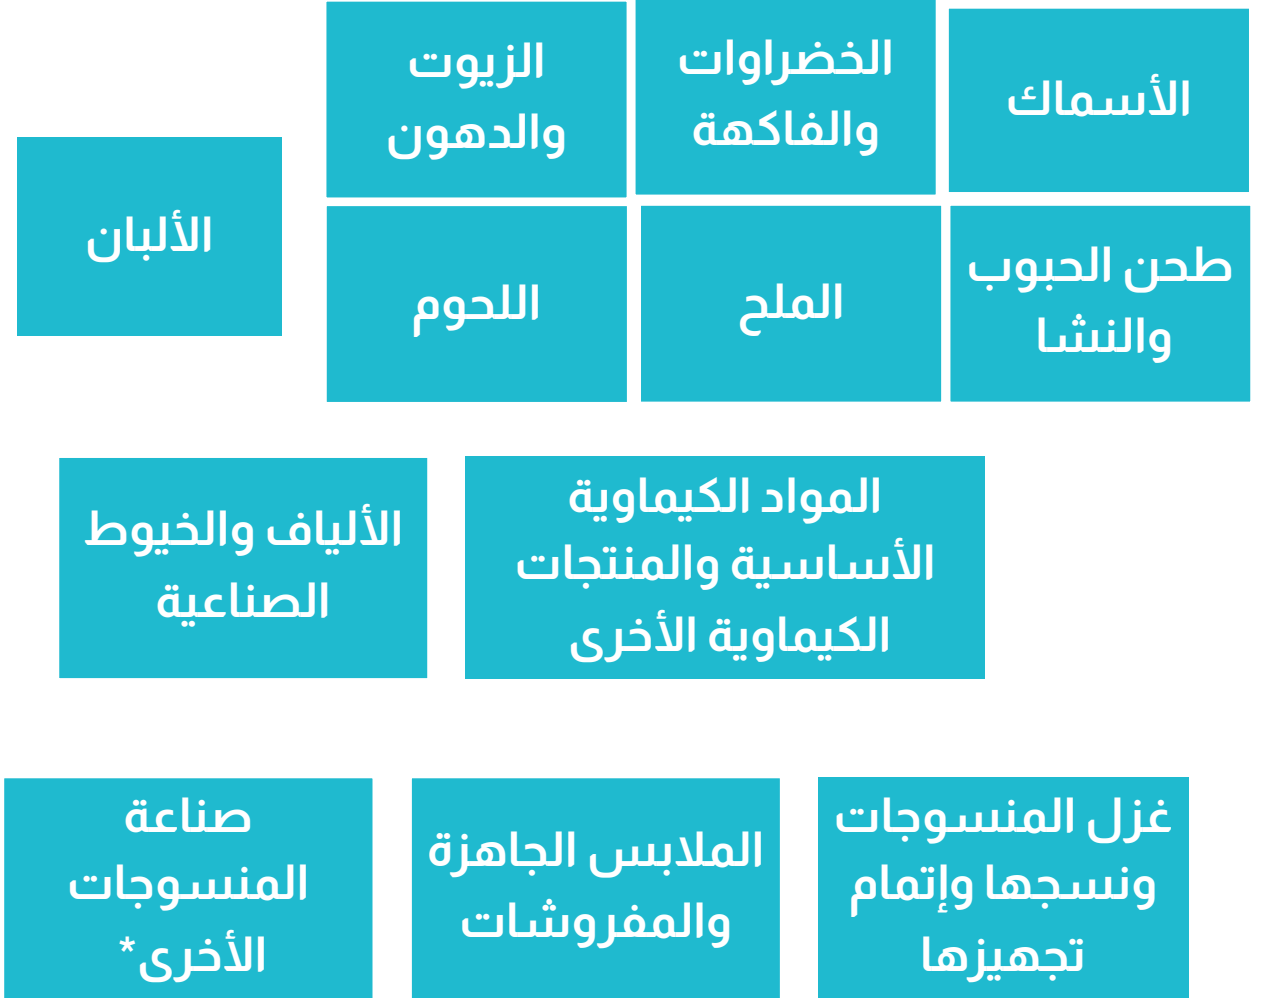 الأسماك
الخضراوات
والفاكهة
الزيوت
والدهون
الألبان
طحن الحبوب
والنشا
الملح
اللحوم
المواد الكيماوية
الأساسية والمنتجات
الكيماوية الأخرى
الألياف والخيوط
الصناعية
غزل المنسوجات
ونسجها وإتمام
تجهيزها
الملابس الجاهزة
والمفروشات
صناعة
المنسوجات
الأخرى*